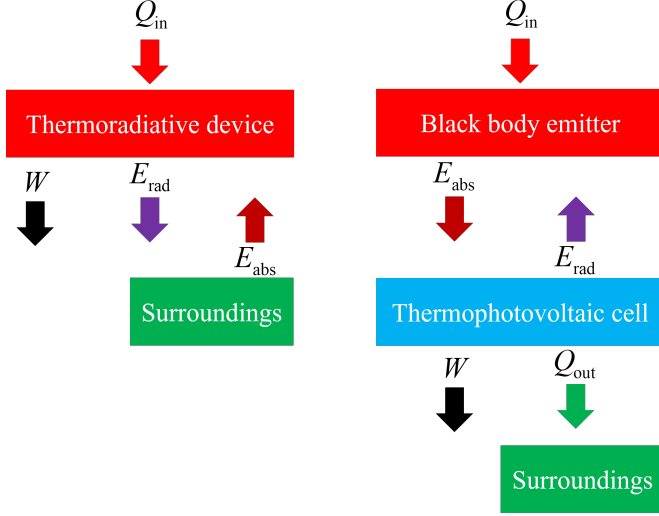 Q_in
Thermoradiative device
W
E_rad
E_abs
Surroundings
Q_in
Black body emitter
E_abs
E_rad
Thermophotovoltaic cell
W
Q_out
Surroundings